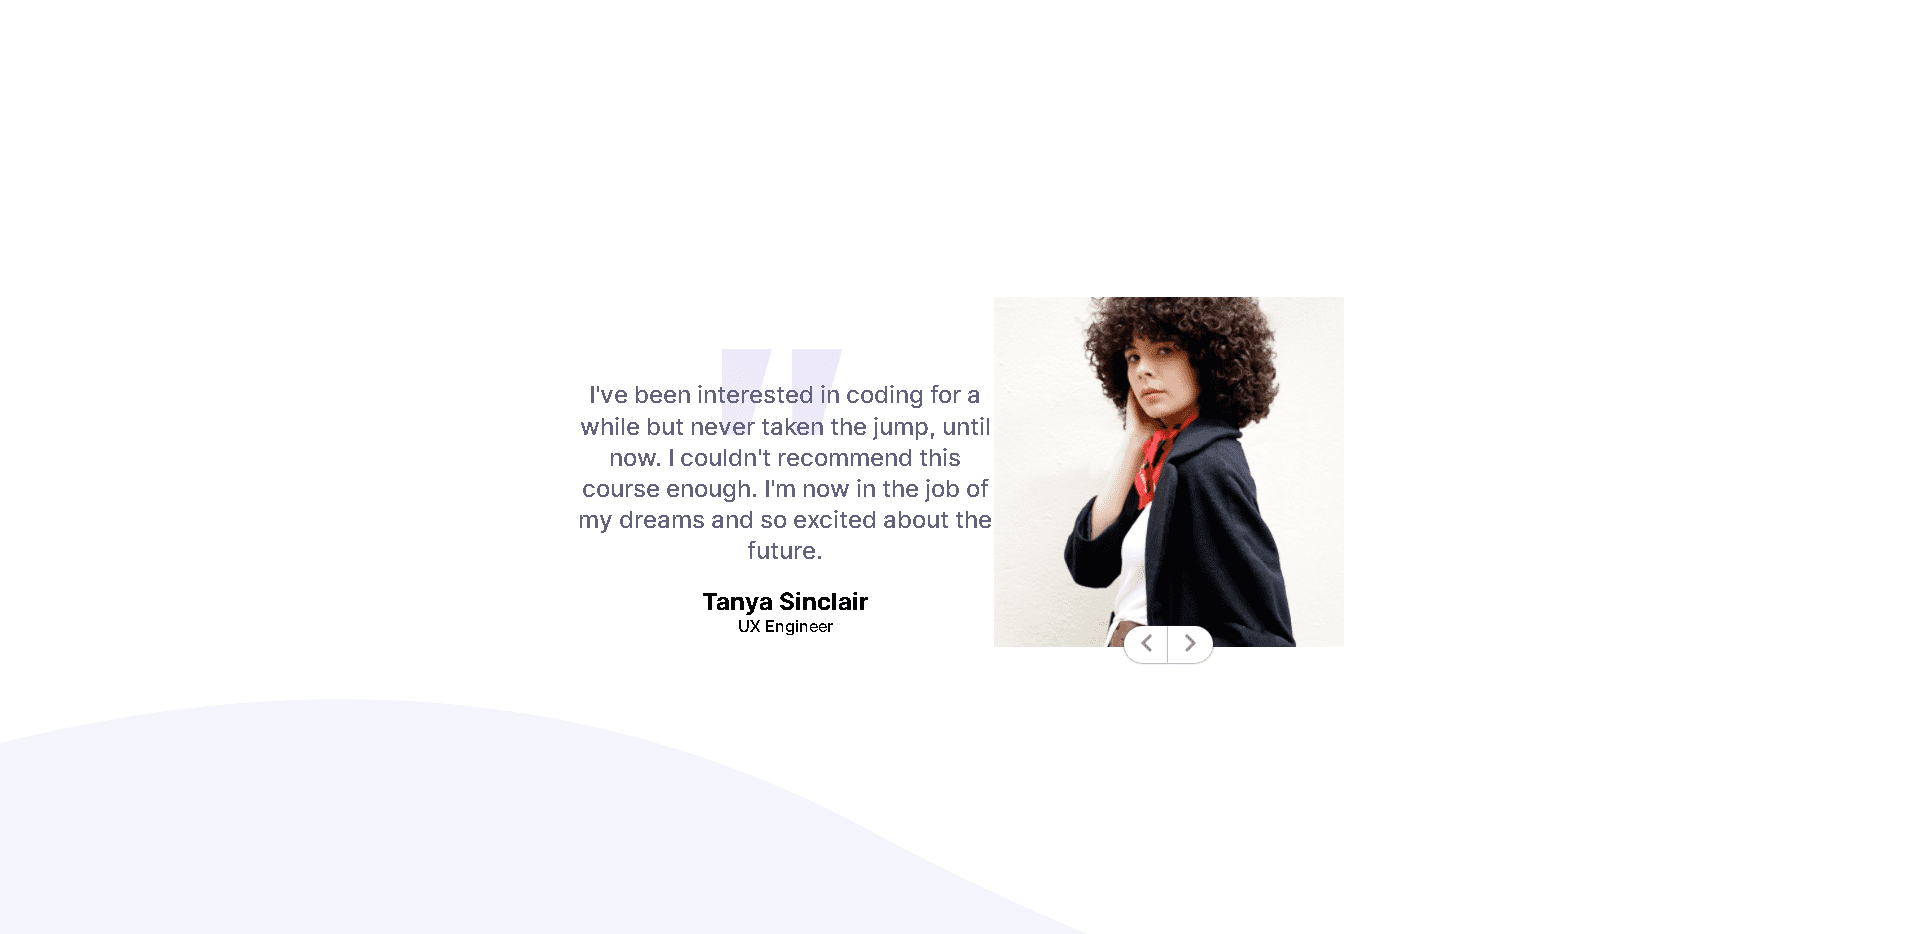 I've been interested in coding for a
while but never taken the jump, until
now. I couldn't recommend this
course enough. I'm now in the job of
my dreams and so excited about the
future.
Tanya Sinclair
UX Engineer